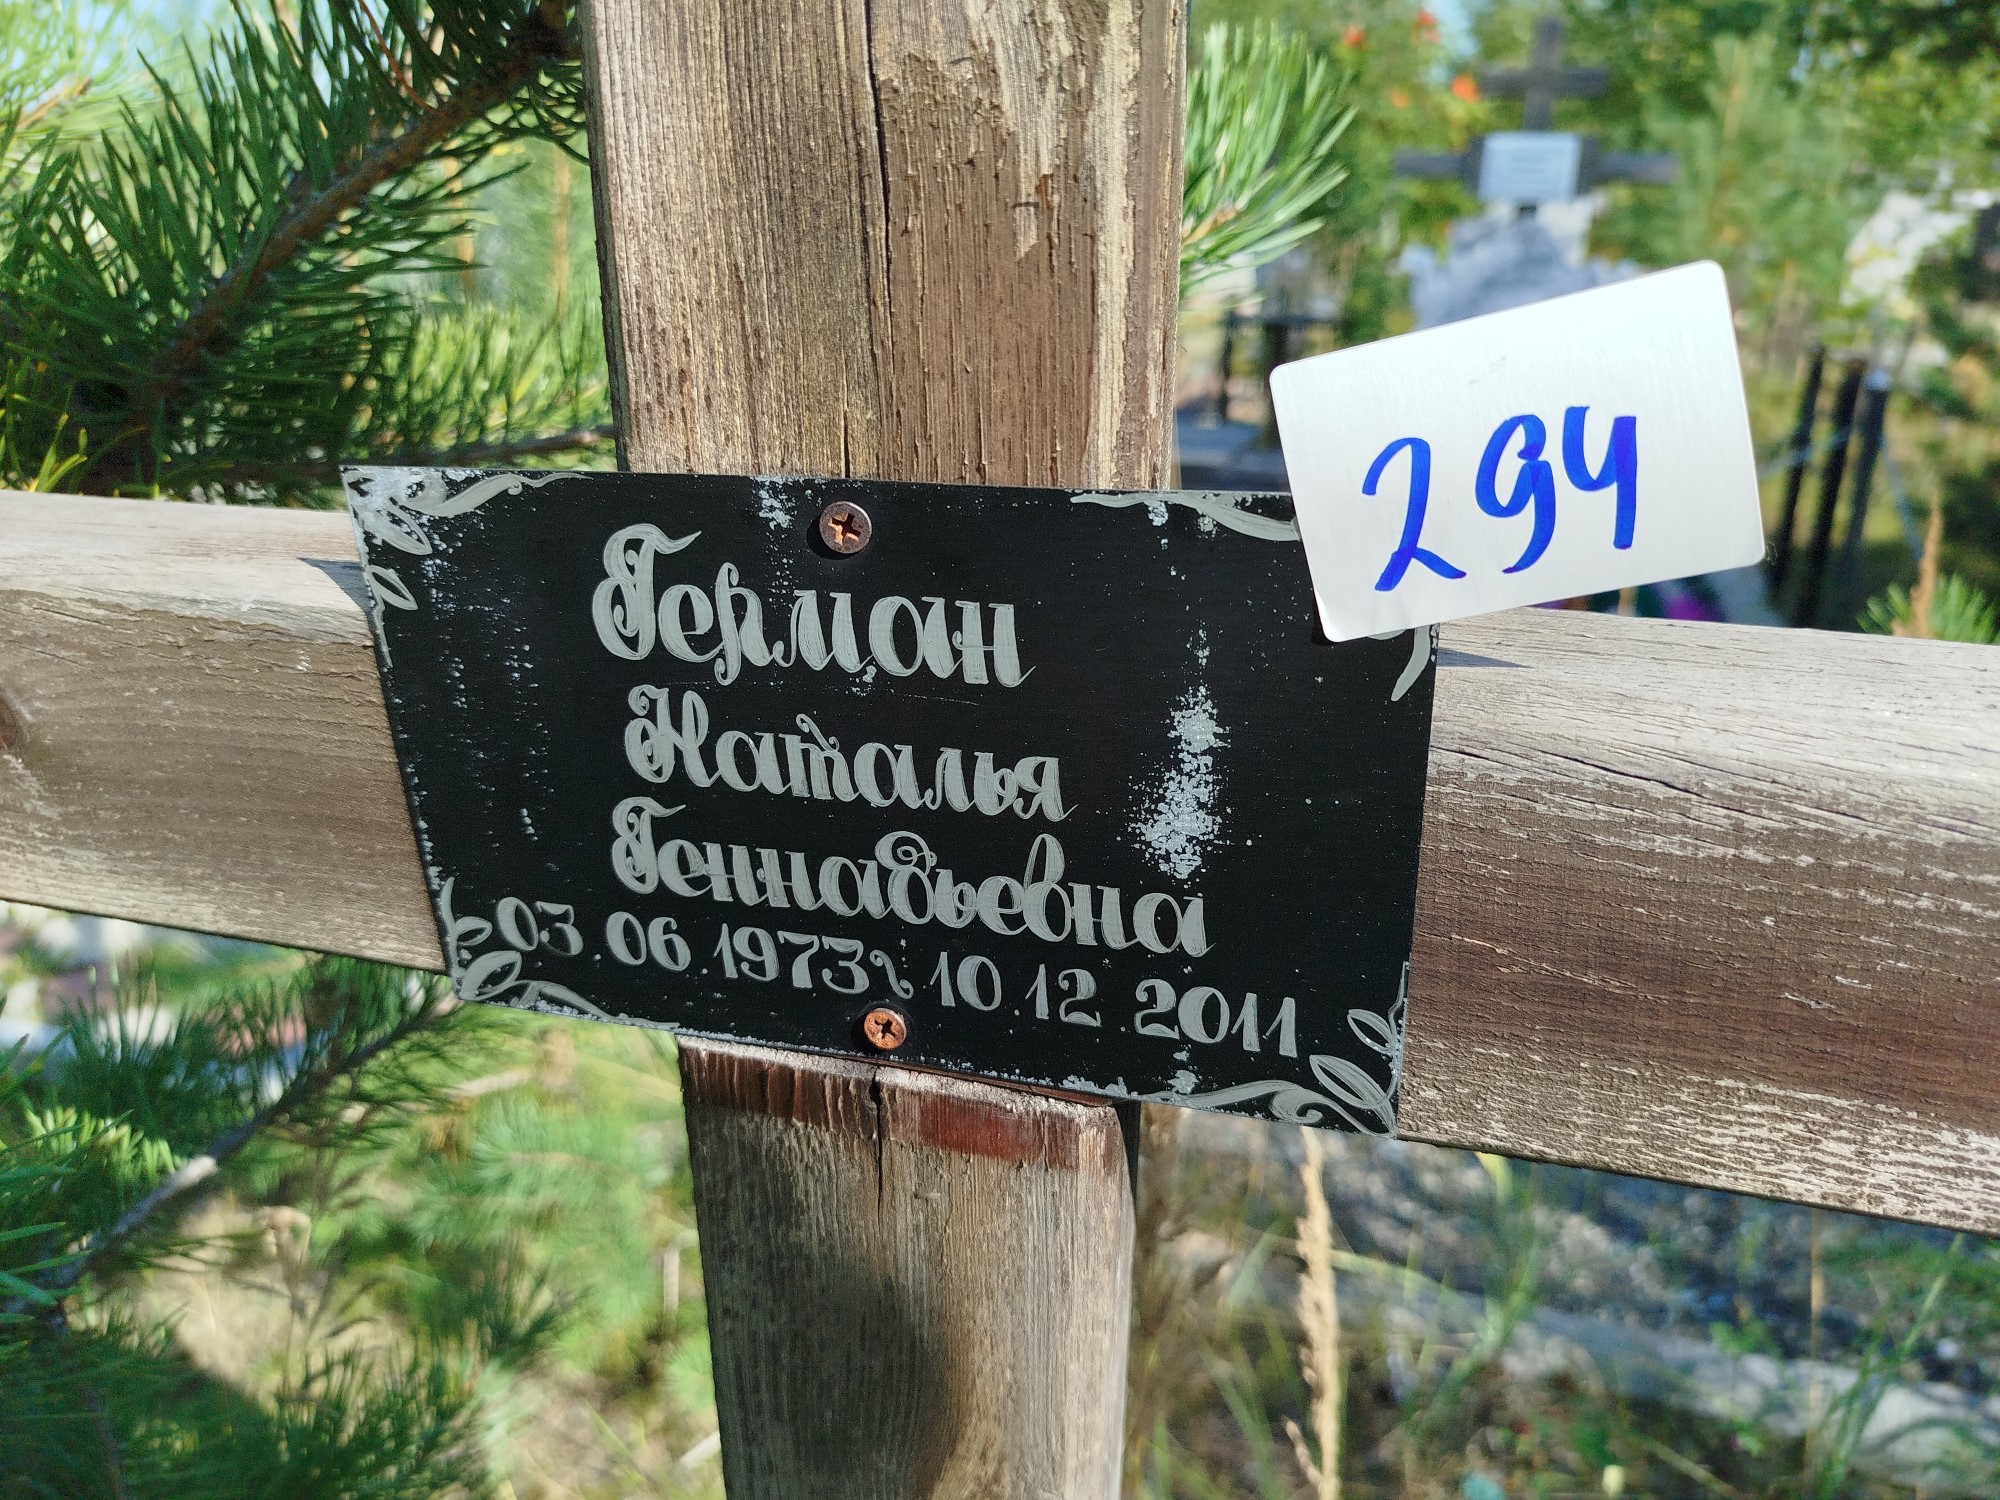 294
Герман
Наталья
Геннадьевна
03.06.1973~10.12.2011